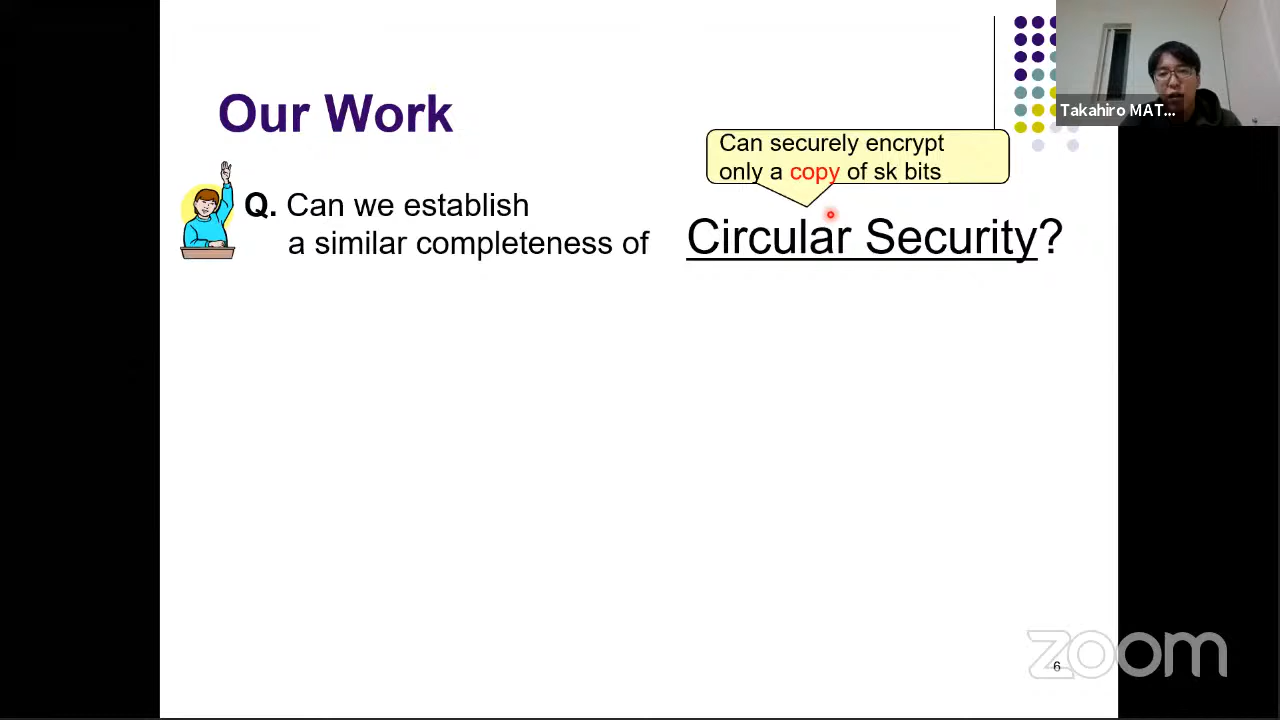 Our Work
Takahiro MAT...
Can securely encrypt
only a copy of sk bits
Q. Can we establish
a similar completeness of Circular Security?
6
zoom